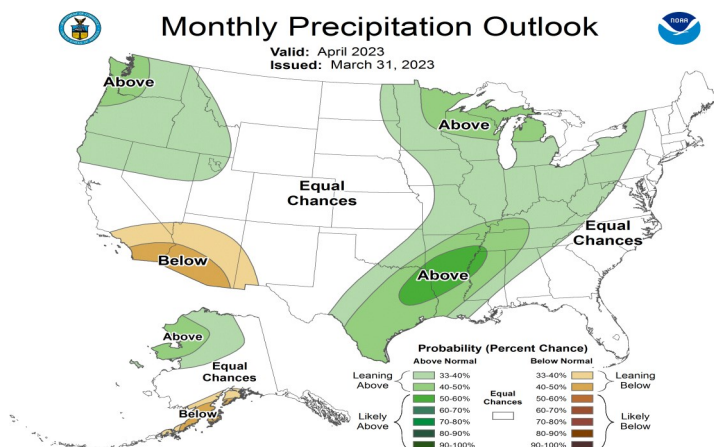 Monthly Precipitation Outlook
NOAA
Valid: April 2023
Issued: March 31, 2023
Above
Above
Equal
Chances
Equal
Chances
Below
Above
Above
Equal
Chances
Below
Probability (Percent Chance)
Above Normal Below Normal
Leaning
Above
33-40%
40-50%
Likely
Above
50-60%
60-70%
70-80%
80-90%
90-100%
Equal
Chances
33-40%
40-50%
Leaning
Below
50-60%
60-70%
70-80%
80-90%
90-100%
Likely
Below